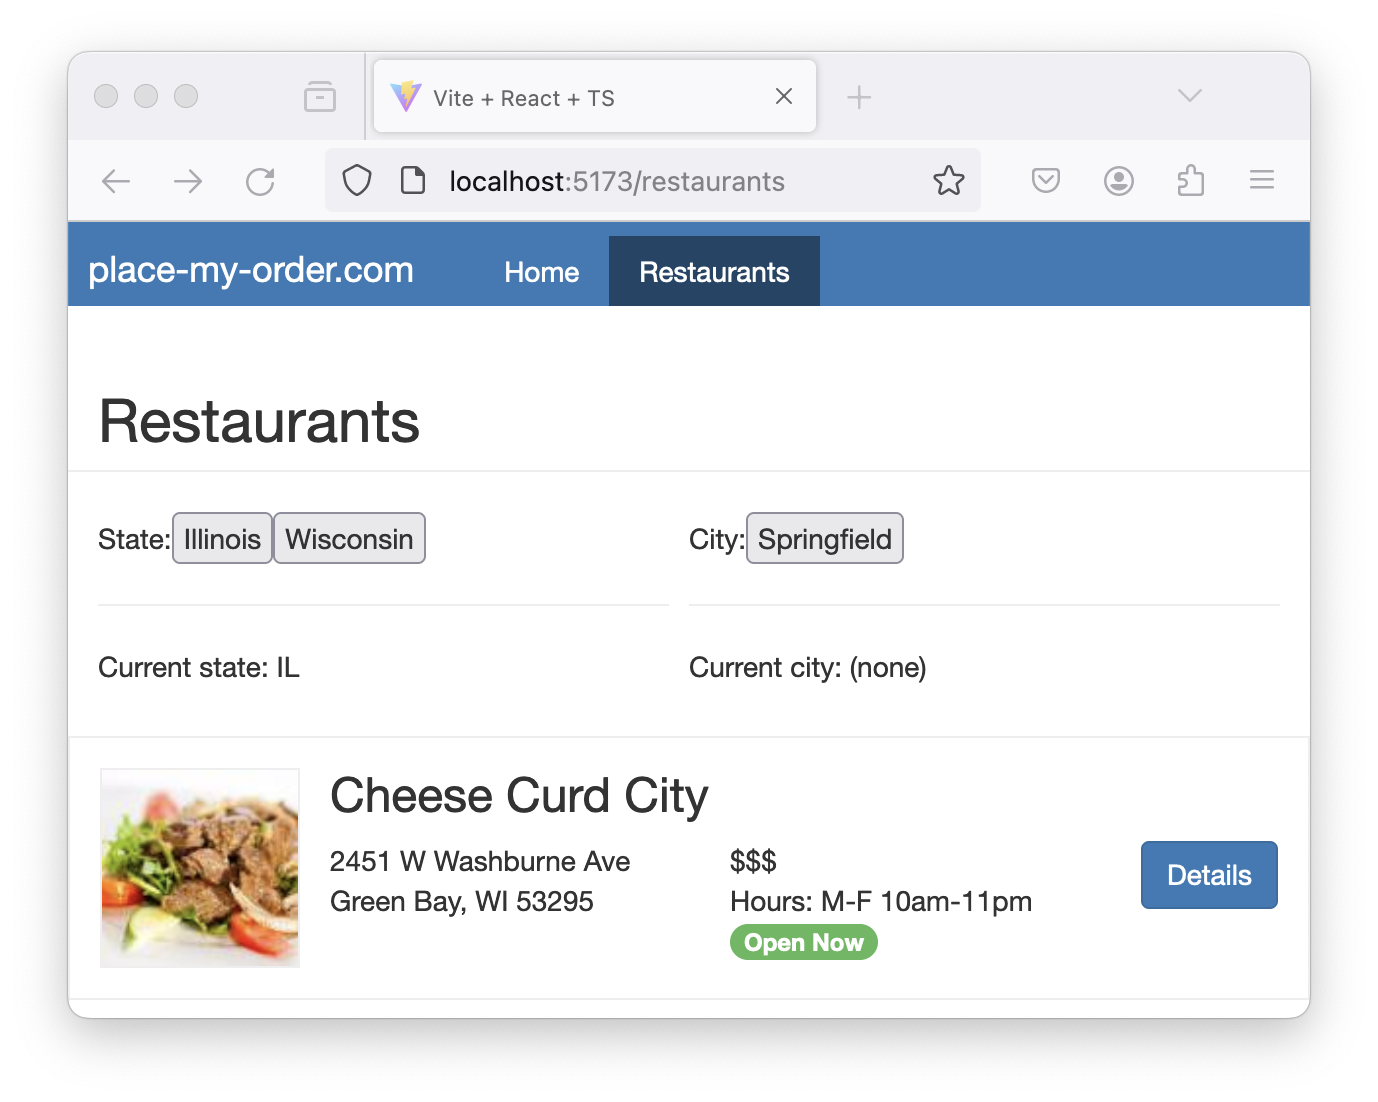 Vite + React + TS
localhost:5173/restaurants
place-my-order.com Home Restaurants
Restaurants
State: Illinois Wisconsin City: Springfield
Current state: IL Current city: (none)
Cheese Curd City
2451 W Washburne Ave $$$
Green Bay, WI 53295 Hours: M-F 10am-11pm
Open Now
Details